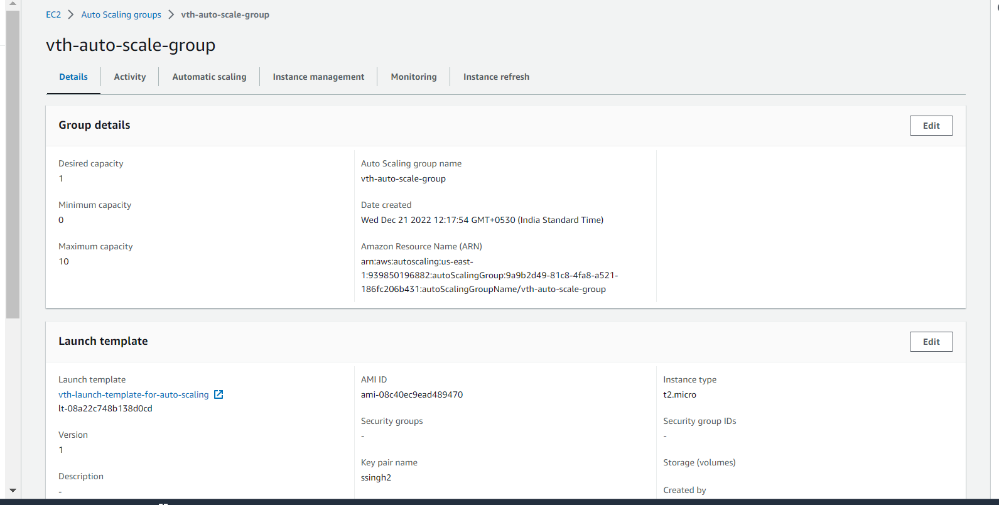 EC2 > Auto Scaling groups > vth-auto-scale-group
vth-auto-scale-group
Details
Activity
Automatic scaling
Instance management
Monitoring
Instance refresh
Group details
Edit
Desired capacity
1
Minimum capacity
0
Maximum capacity
10
Auto Scaling group name
vth-auto-scale-group
Date created
Wed Dec 21 2022 12:17:54 GMT+0530 (India Standard Time)
Amazon Resource Name (ARN)
arn:aws:autoscaling:us-east-
1:939850196882:autoScalingGroup:9a9b2d49-81c8-4fa8-a521-
186fc206b431:autoScalingGroupName/vth-auto-scale-group
Launch template
Edit
Launch template
vth-launch-template-for-auto-scaling
lt-08a22c748b138d0cd
Version
1
Description
-
AMI ID
ami-08c40ec9ead489470
Security groups
-
Key pair name
ssingh2
Instance type
t2.micro
Security group IDs
-
Storage (volumes)
Created by